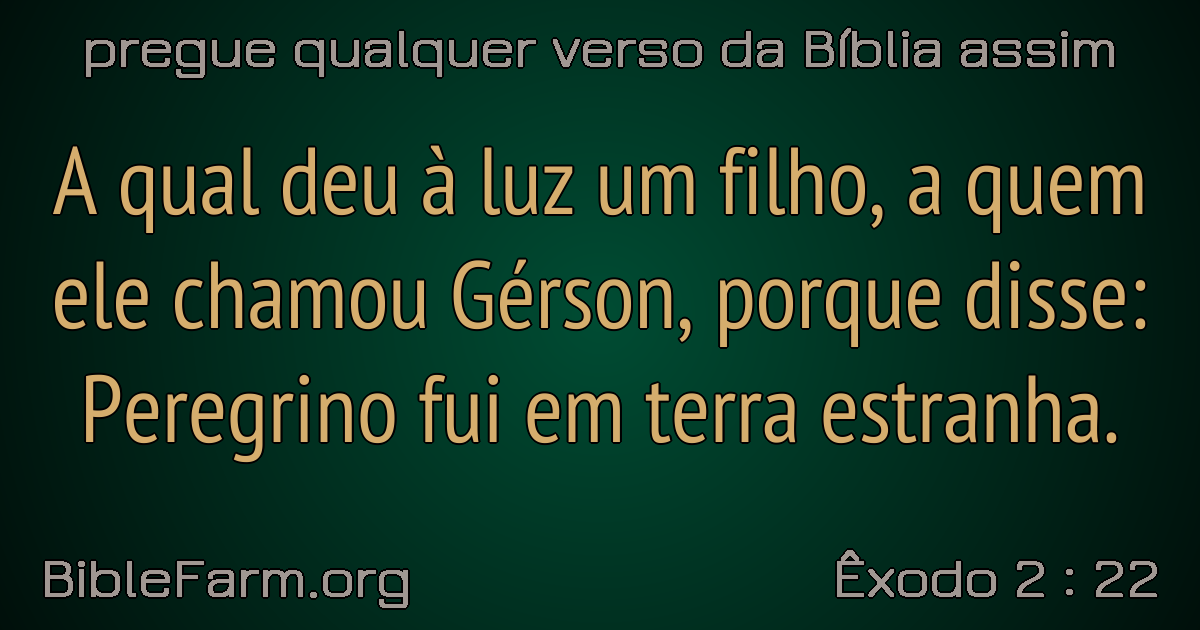 pregue qualquer verso da Bíblia assim
A qual deu à luz um filho, a quem
ele chamou Gérson, porque disse:
Peregrino fui em terra estranha.
BibleFarm.org
Êxodo 2 : 22